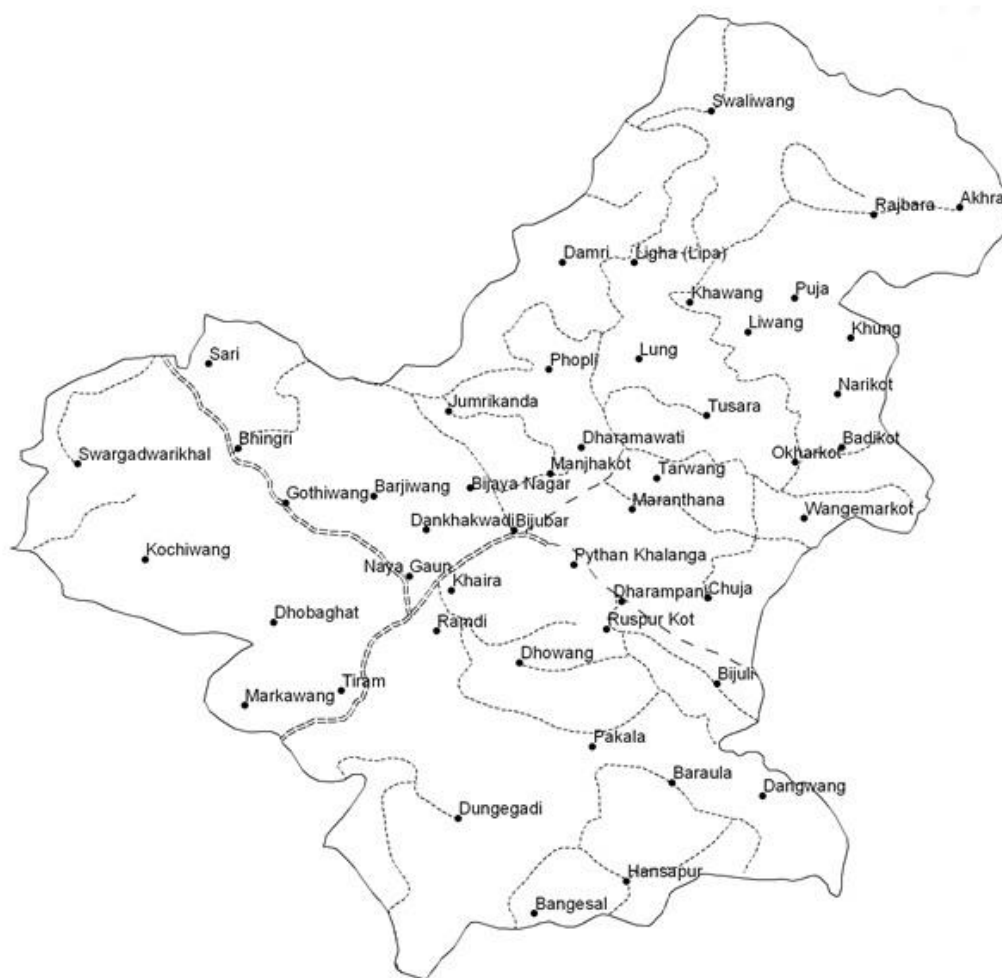 Swaliwang
Akhra
Rajbara
Damri
Ligha (Lipa)
Puja
Khawang
Liwang
Khung
Sari
Lung
Phopli
Narikot
Jumrikanda
Tusara
Bhingri
Dharamawati
Badikot
Swargadwarikhal
Manjhakot
Tarwang
Okharkot
Gothiwang
Barjiwang
Bijaya Nagar
Maranthana
Wangemarkot
Dankhakwadi
Bijubar
Kochiwang
Naya Gaun
Pythan Khalanga
Khaira
Dharampani
Chuja
Dhobaghat
Ramdi
Ruspur Kot
Dhowang
Tiram
Bijuli
Markawang
Pakala
Baraula
Dangwang
Dungegadi
Hansapur
Bangesal